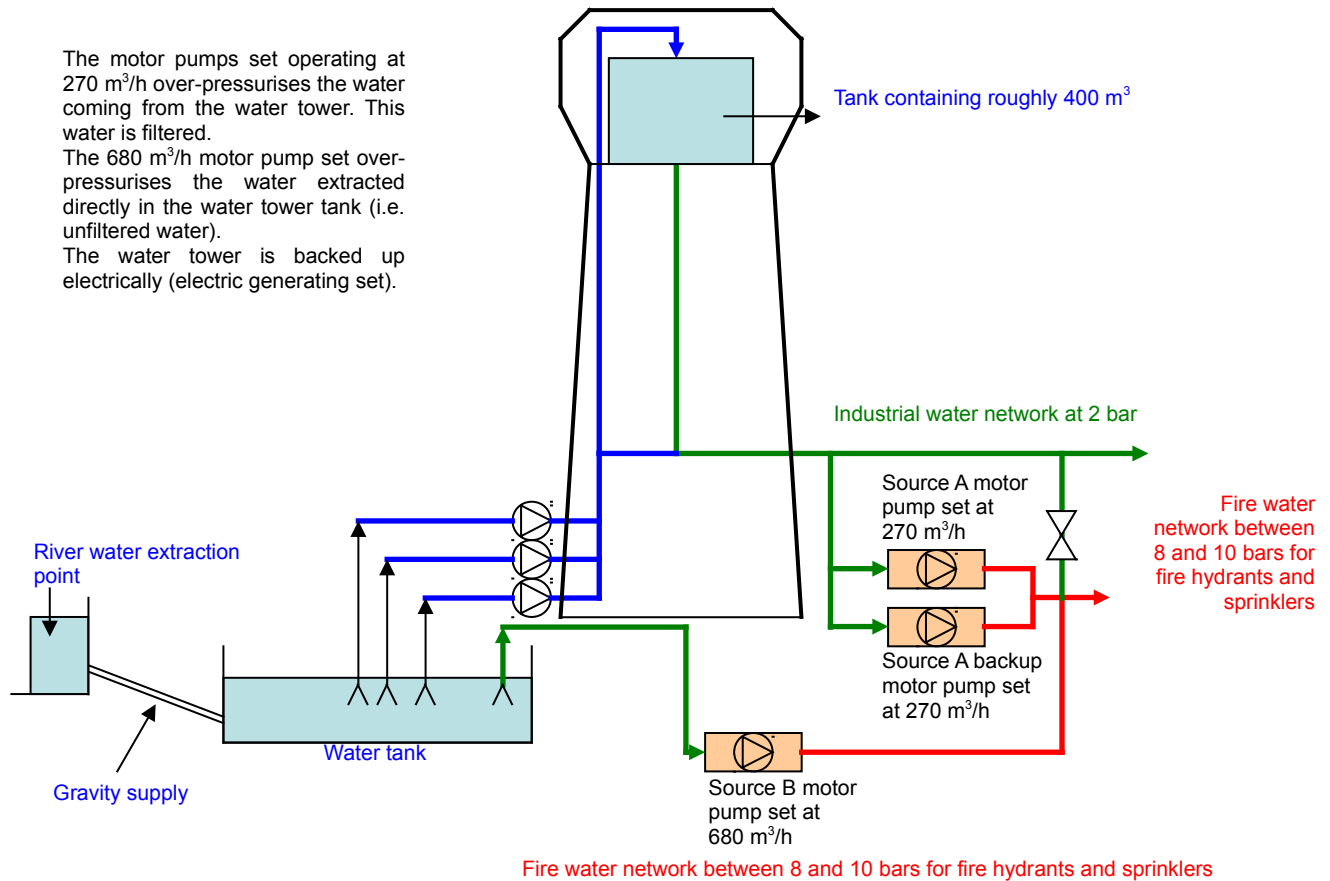 The motor pumps set operating at
270 m³/h over-pressurises the water
coming from the water tower. This
water is filtered.
The 680 m³/h motor pump set over-
pressurises the water extracted
directly in the water tower tank (i.e.
unfiltered water).
The water tower is backed up
electrically (electric generating set).
Tank containing roughly 400 m³
Industrial water network at 2 bar
Source A motor
pump set at
270 m³/h
Fire water
network between
8 and 10 bars for
fire hydrants and
sprinklers
River water extraction
point
Source A backup
motor pump set
at 270 m³/h
Water tank
Gravity supply
Source B motor
pump set at
680 m³/h
Fire water network between 8 and 10 bars for fire hydrants and sprinklers